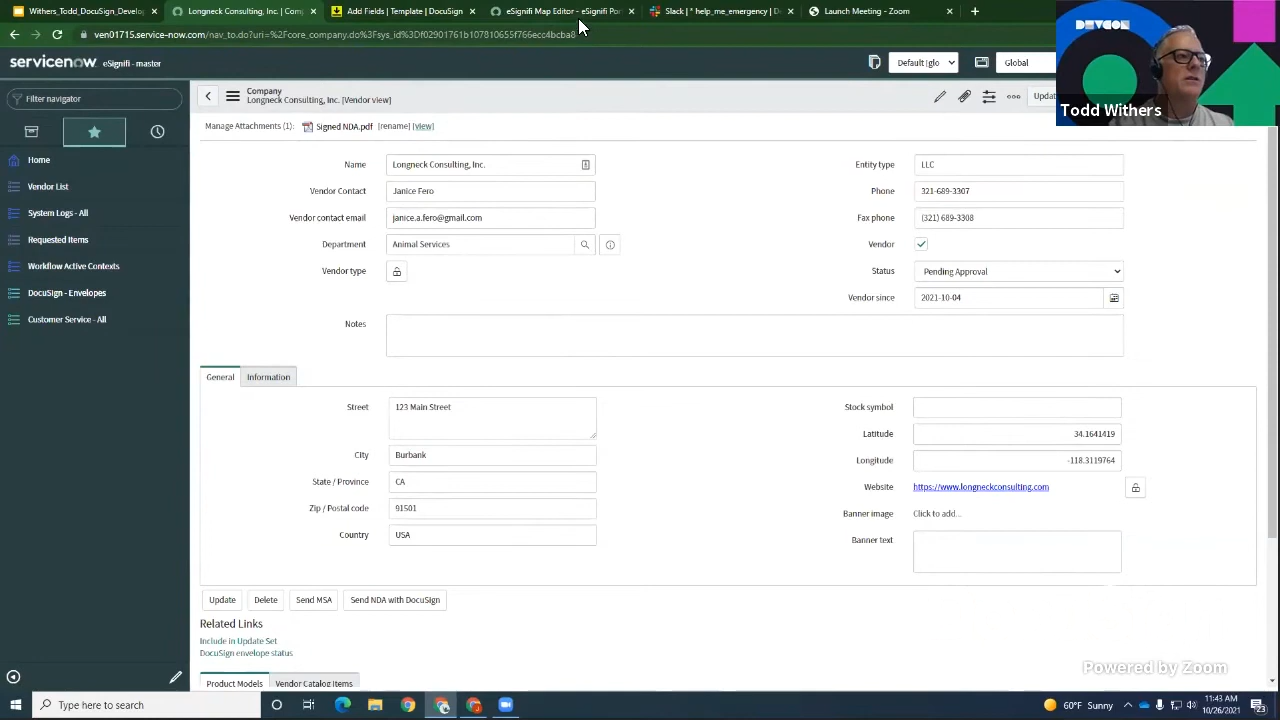 Withers_Todd_DocuSign_Develo
Longneck Consulting, Inc. | Comp
Add Fields | Template | DocuSign
eSignifi Map Editor - eSignifi Por
Slack | * help_me_emergency | D
Launch Meeting - Zoom
ven01715.service-now.com/nav_to.do?uri=%2Fcore_company.do%3Fsys_i
DEVCON
Todd Withers
servicenow eSignifi - Me
Default [glo
Global
Filter navigator
Company
Longneck Consulting, Inc. [Vendor view]
Updat
Manage Attachments (1): Signed NDA.pdf [rename] [view]
Home
Vendor List
System Logs - All
Requested Items
Workflow Active Contexts
DocuSign - Envelopes
Customer Service - All
Name Longneck Consulting, Inc.
Entity type LLC
Vendor Contact Janice Fero
Phone 321-689-3307
Vendor contact email janice.a.fero@gmail.com
Fax phone (321) 689-3308
Department Animal Services
Vendor
Vendor type
Status Pending Approval
Vendor since 2021-10-04
Notes
General Information
Street 123 Main Street
Stock symbol
Latitude 34.1641419
City Burbank
Longitude -118.3119764
State / Province CA
Website https://www.longneckconsulting.com
Zip / Postal code 91501
Banner image Click to add...
Country USA
Banner text
Update Delete Send MSA Send NDA with DocuSign
Related Links
Include in Update Set
DocuSign envelope status
Product Models Vendor Catalog Items
Powered by Zoom
Type here to search
60°F Sunny
11:43 AM
10/26/2021
23